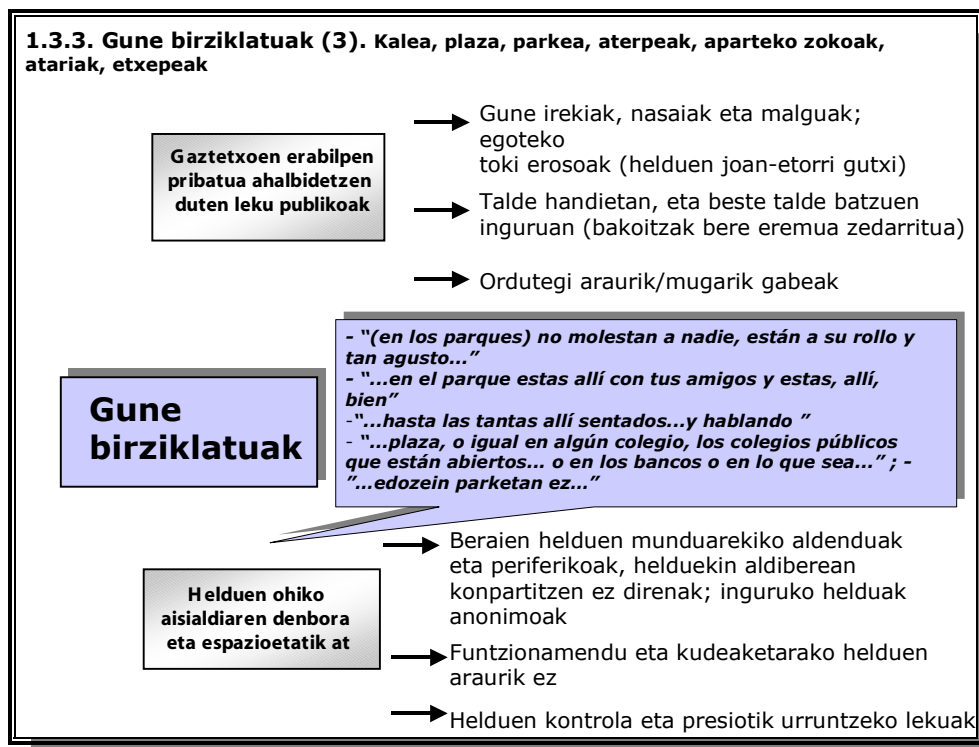 1.3.3. Gune birziklatuak (3). Kalea, plaza, parkea, aterpeak, aparteko zokoak,
atariak, etxepeak
Gaztetxoen erabilpen
pribatua ahalbidetzen
duten leku publikoak
Gune irekiak, nasaiak eta malguak;
egoteko
toki erosoak (helduen joan-etorri gutxi)
Talde handietan, eta beste talde batzuen
inguruan (bakoitzak bere eremua zedarritua)
Ordutegi araurik/mugarik gabeak
Gune
birziklatuak
- “(en los parques) no molestan a nadie, están a su rollo y
tan agusto...”
- “...en el parque estas allí con tus amigos y estas, allí,
bien”
-“...hasta las tantas allí sentados...y hablando ”
- “...plaza, o igual en algún colegio, los colegios públicos
que están abiertos... o en los bancos o en lo que sea...” ; -
”...edozein parketan ez...”
Helduen ohiko
aisialdiaren denbora
eta espazioetatik at
Beraien helduen munduarekiko aldenduak
eta periferikoak, helduekin aldiberean
konpartitzen ez direnak; inguruko helduak
anonimoak
Funtzionamendu eta kudeaketarako helduen
araurik ez
Helduen kontrola eta presiotik urruntzeko lekuak